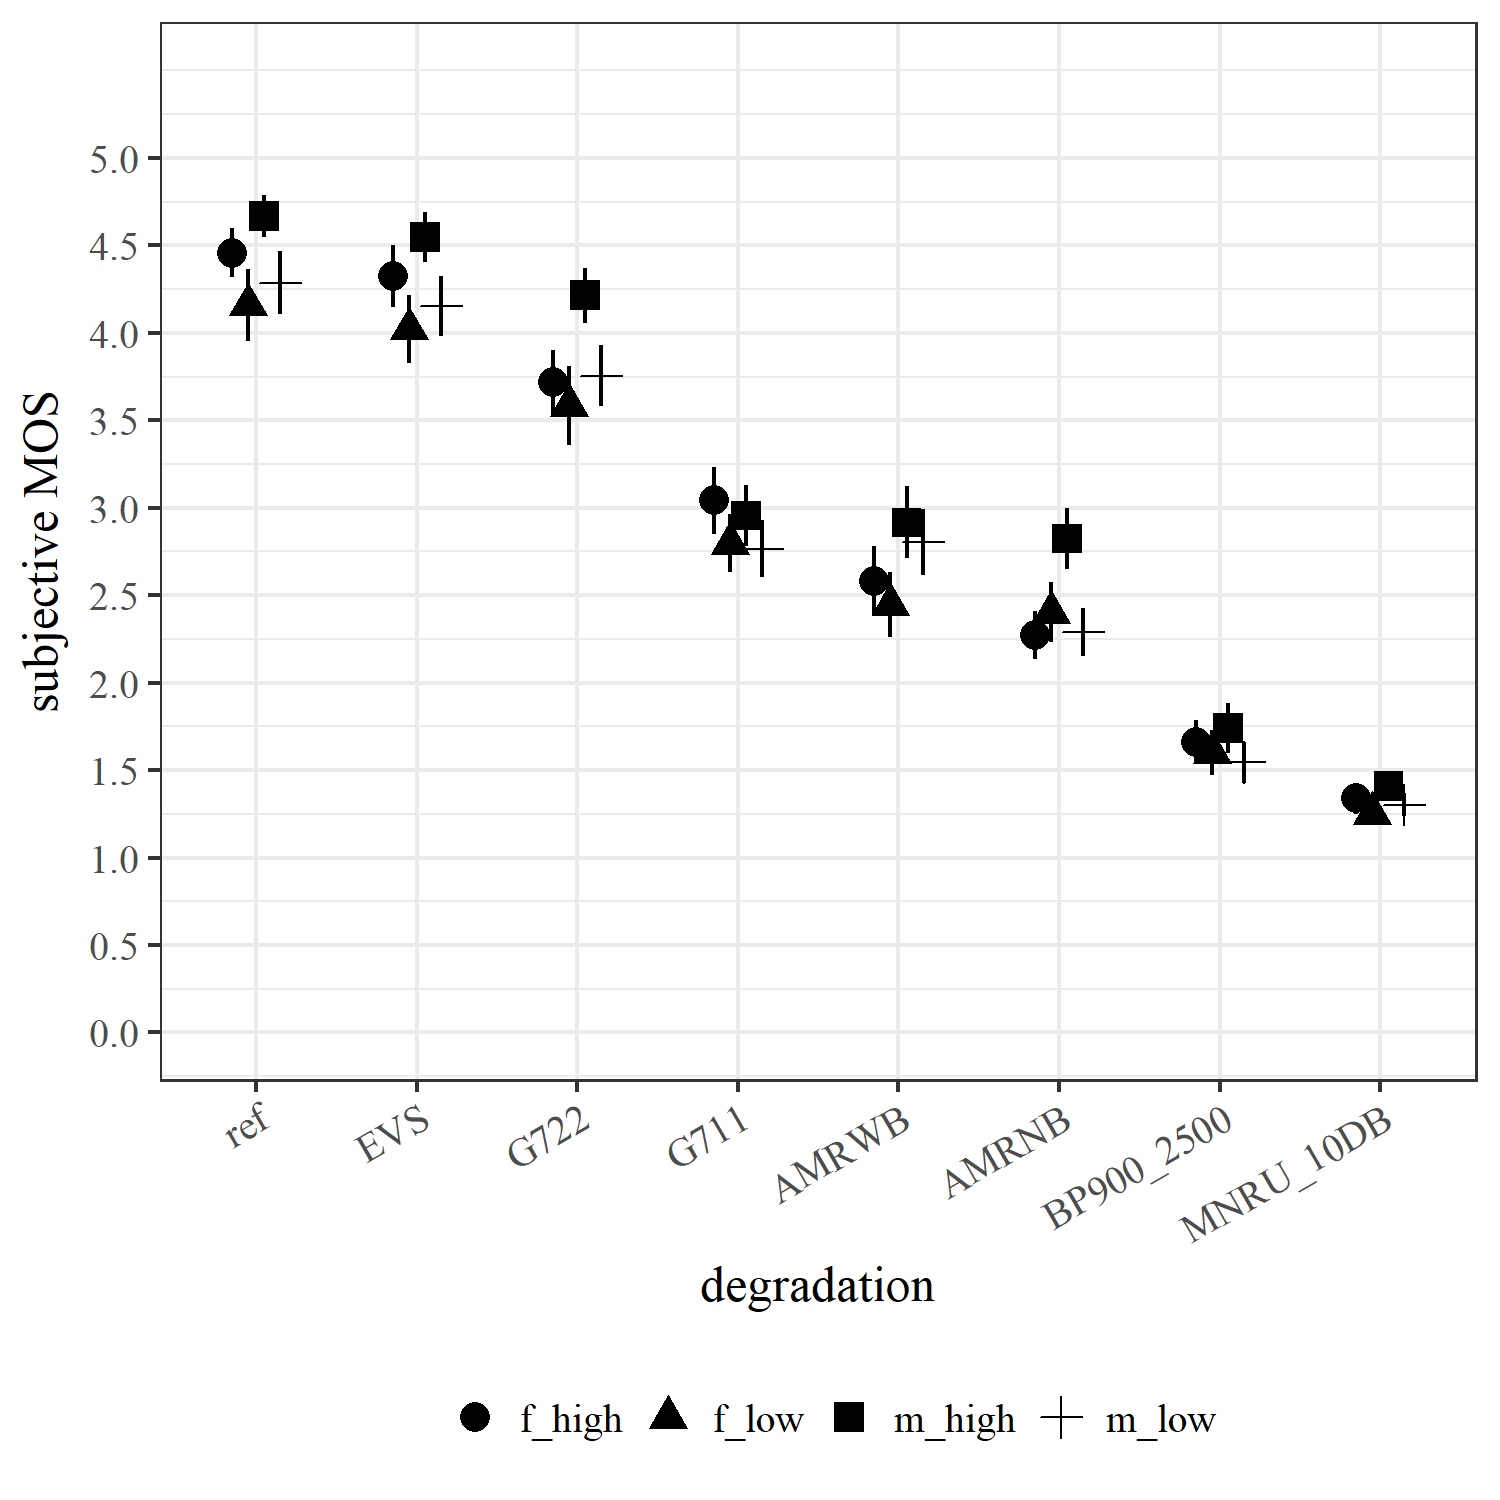 5.0
4.5
4.0
3.5
3.0
2.5
2.0
1.5
1.0
0.5
0.0
subjective MOS
ref
EVS
G722
G711
AMRWB
AMRNB
BP900_2500
MNRU_10DB
degradation
f_high f_low m_high m_low